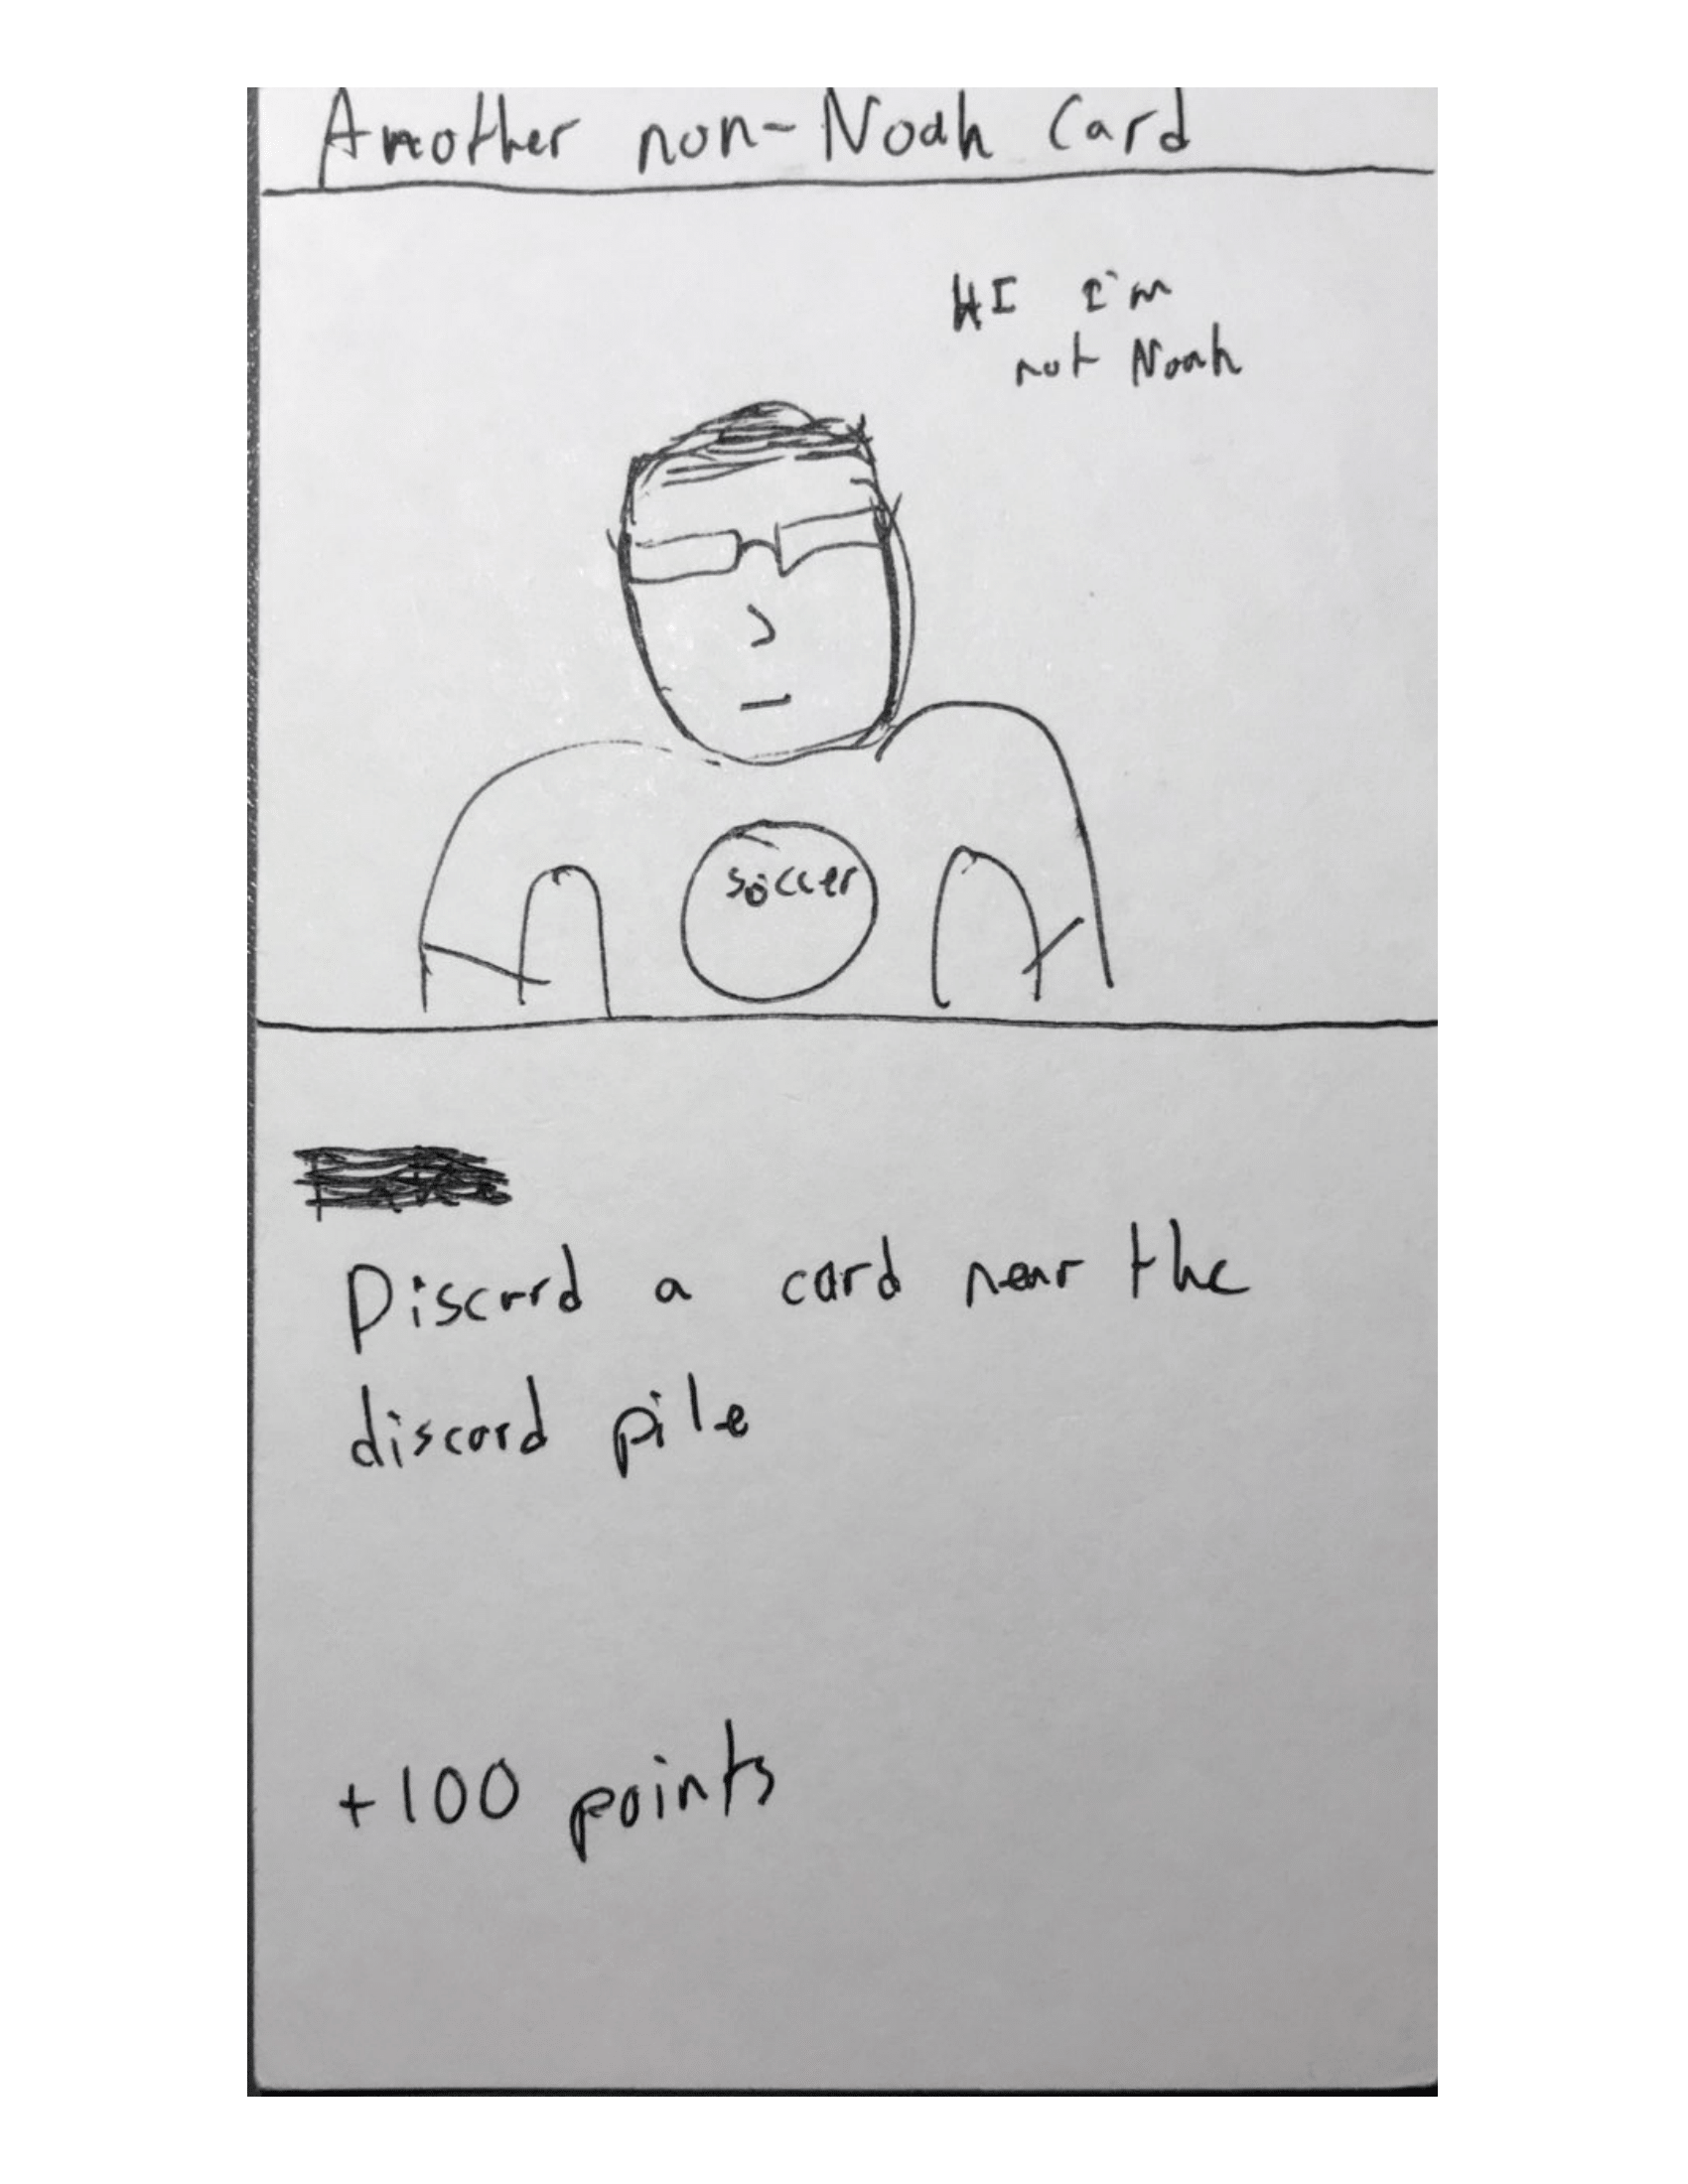 Another non-Noah Card
HI I'm
not Noah
soccer
Discard a card near the
discard pile
+100 points